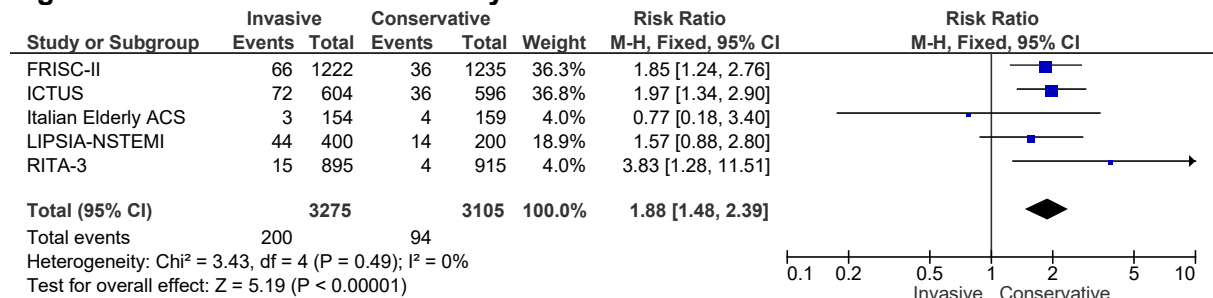 Invasive Conservative Risk Ratio Risk Ratio
Study or Subgroup Events Total Events Total Weight M-H, Fixed, 95% CI M-H, Fixed, 95% CI
FRISC-II 66 1222 36 1235 36.3% 1.85 [1.24, 2.76]
ICTUS 72 604 36 596 36.8% 1.97 [1.34, 2.90]
Italian Elderly ACS 3 154 4 159 4.0% 0.77 [0.18, 3.40]
LIPSIA-NSTEMI 44 400 14 200 18.9% 1.57 [0.88, 2.80]
RITA-3 15 895 4 915 4.0% 3.83 [1.28, 11.51]
Total (95% CI) 3275 3105 100.0% 1.88 [1.48, 2.39]
Total events 200 94
Heterogeneity: Chi² = 3.43, df = 4 (P = 0.49); I² = 0%
Test for overall effect: Z = 5.19 (P < 0.00001)
0.1 0.2 0.5 1 2 5 10
Invasive Conservative